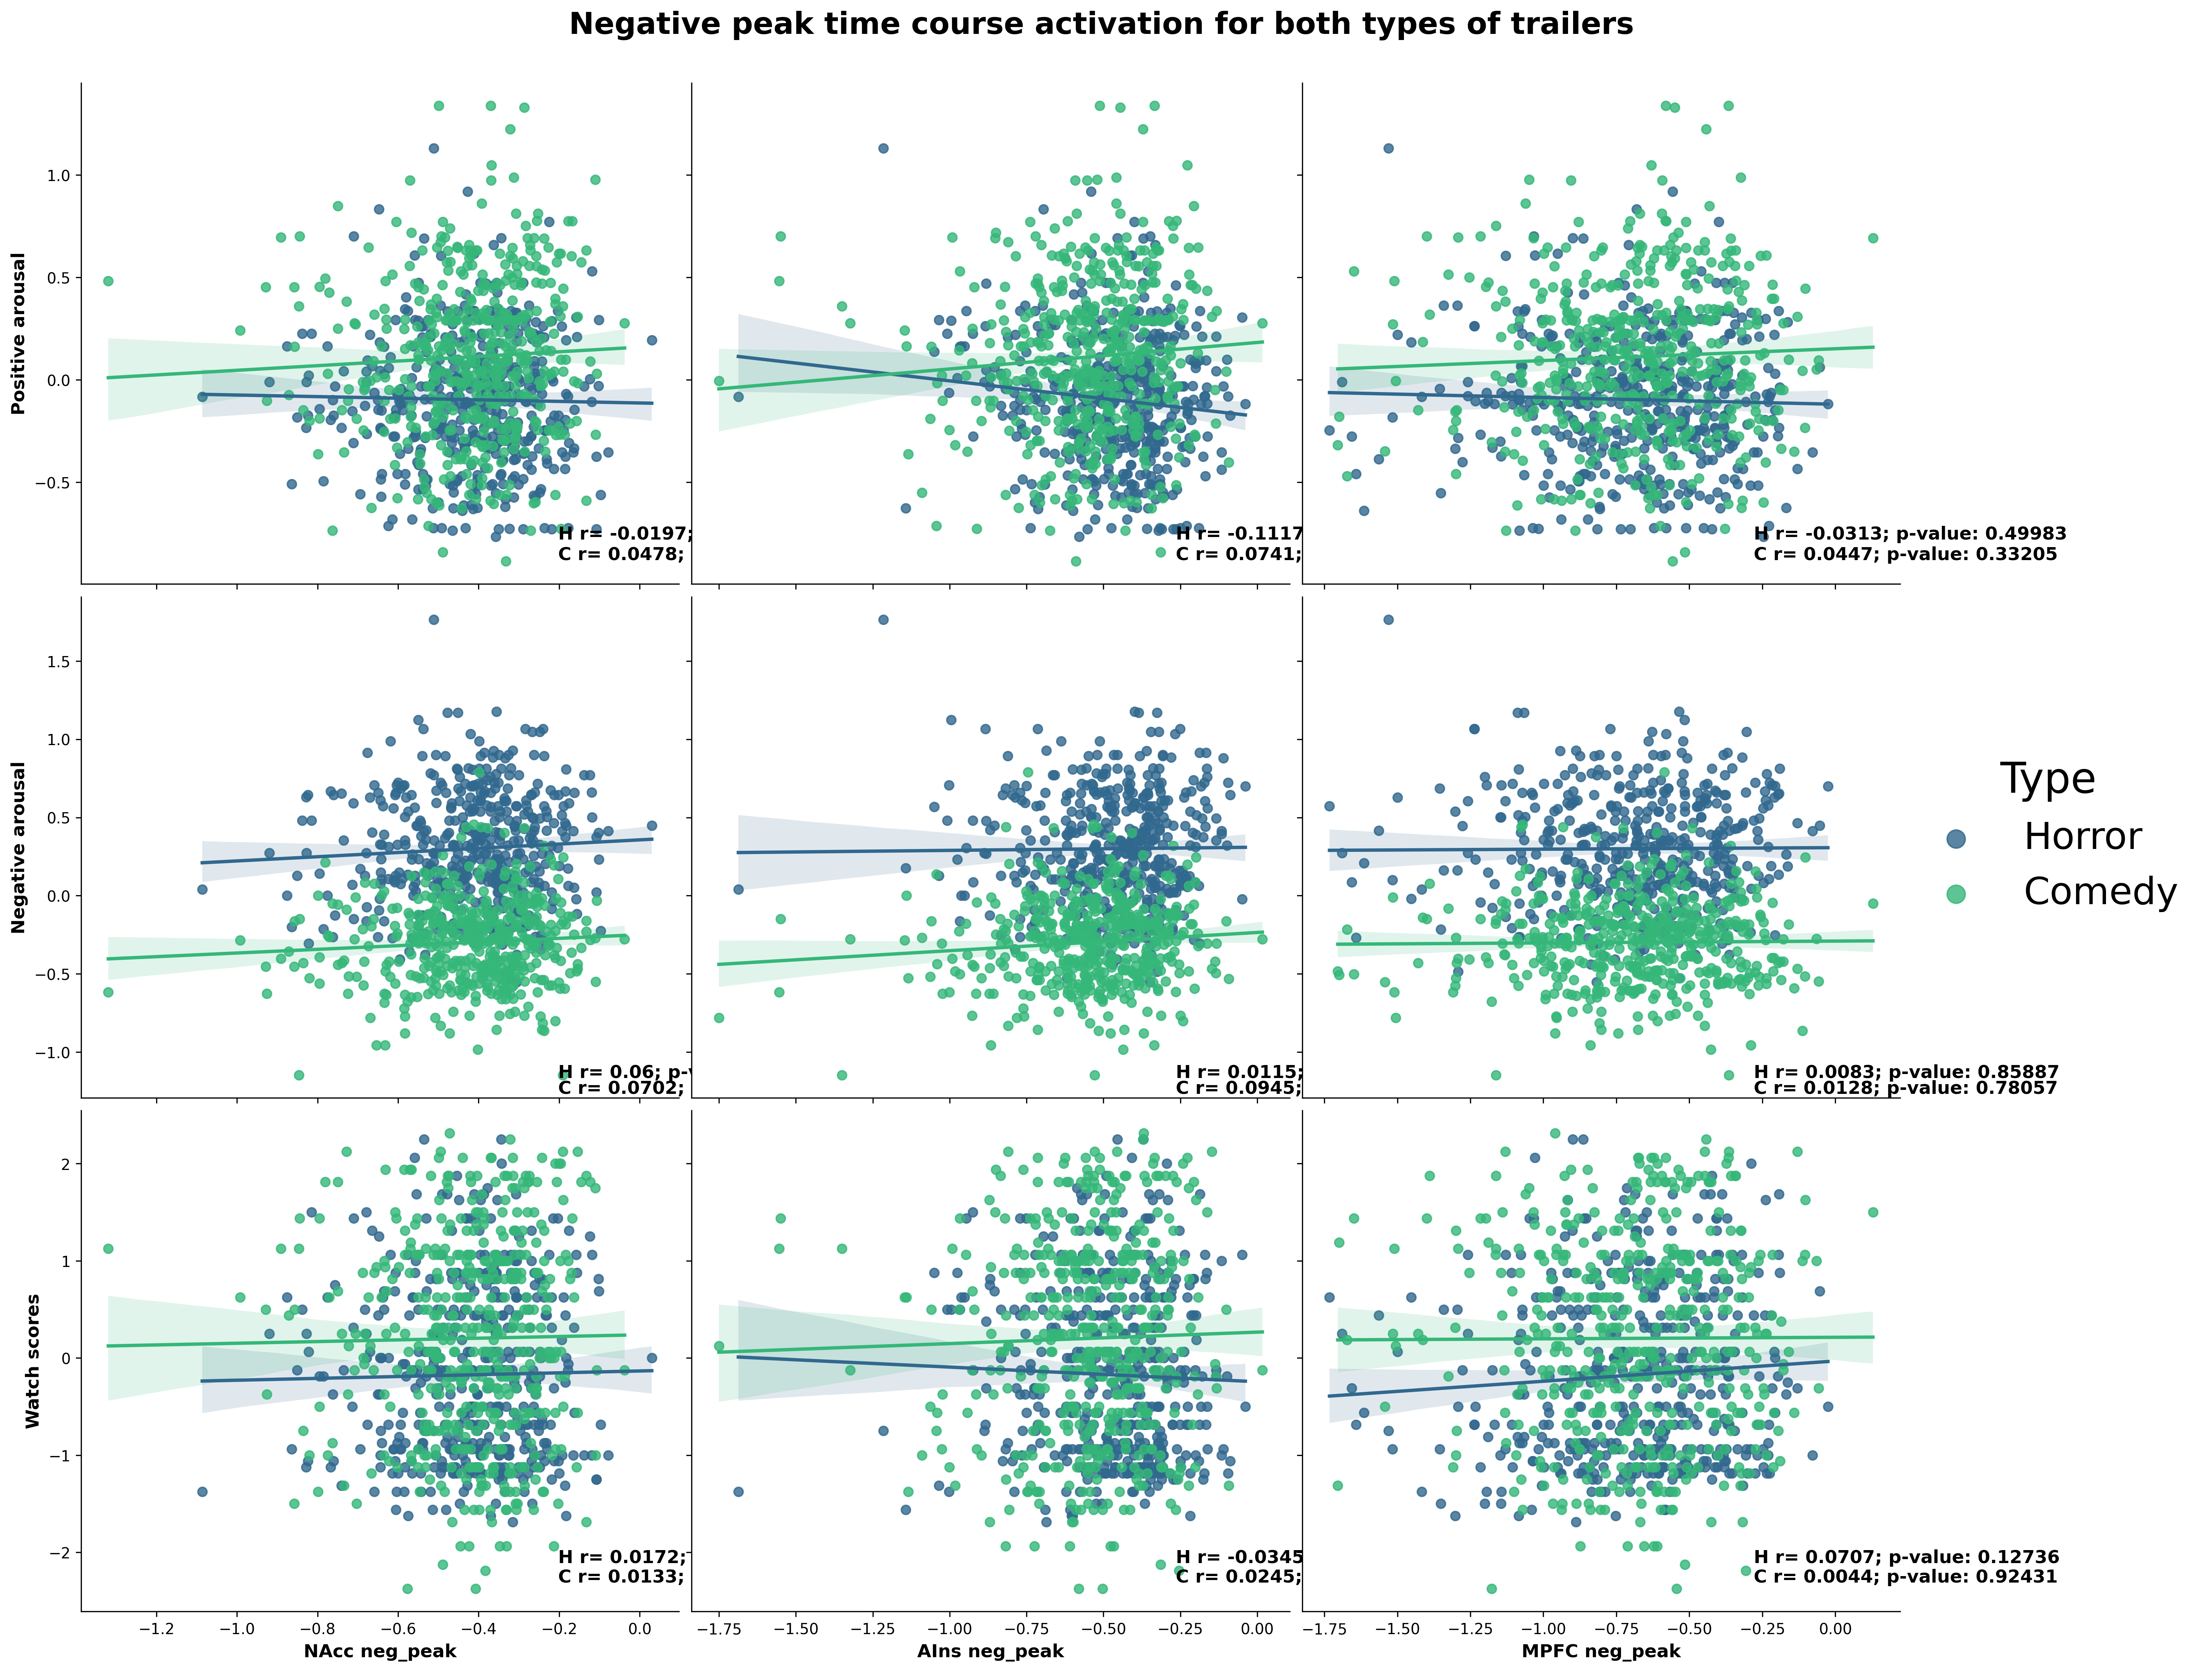 Negative peak time course activation for both types of trailers
Positive arousal
1.0
0.5
0.0
−0.5
H r= -0.0197;
C r= 0.0478;
H r= -0.1117
C r= 0.0741;
H r= -0.0313; p-value: 0.49983
C r= 0.0447; p-value: 0.33205
Negative arousal
1.5
1.0
0.5
0.0
−0.5
−1.0
H r= 0.06; p-
C r= 0.0702;
H r= 0.0115;
C r= 0.0945;
H r= 0.0083; p-value: 0.85887
C r= 0.0128; p-value: 0.78057
Type
Horror
Comedy
Watch scores
2
1
0
−1
−2
H r= 0.0172;
C r= 0.0133;
H r= -0.0345
C r= 0.0245;
H r= 0.0707; p-value: 0.12736
C r= 0.0044; p-value: 0.92431
−1.2 −1.0 −0.8 −0.6 −0.4 −0.2 0.0
−1.75 −1.50 −1.25 −1.00 −0.75 −0.50 −0.25 0.00
−1.75 −1.50 −1.25 −1.00 −0.75 −0.50 −0.25 0.00
NAcc neg_peak
AIns neg_peak
MPFC neg_peak